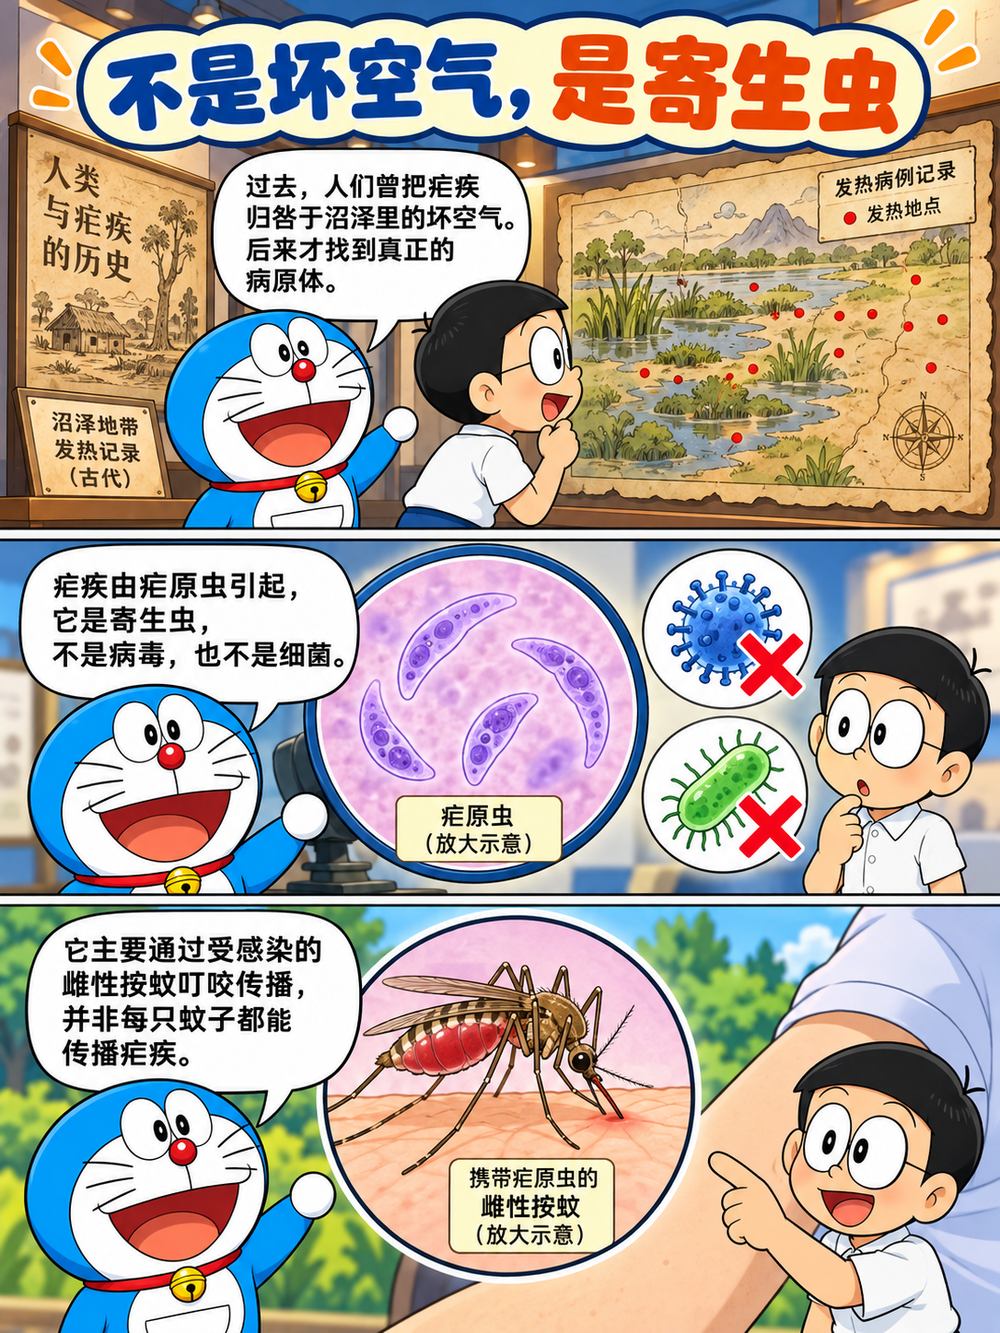 不是坏空气，是寄生虫
人类
与疟疾
的历史
沼泽地带
发热记录
（古代）
过去，人们曾把疟疾
归咎于沼泽里的坏空气。
后来才找到真正的
病原体。
发热病例记录
发热地点
N
W
E
S
疟疾由疟原虫引起，
它是寄生虫，
不是病毒，也不是细菌。
疟原虫
（放大示意）
它主要通过受感染的
雌性按蚊叮咬传播，
并非每只蚊子都能
传播疟疾。
携带疟原虫的
雌性按蚊
（放大示意）